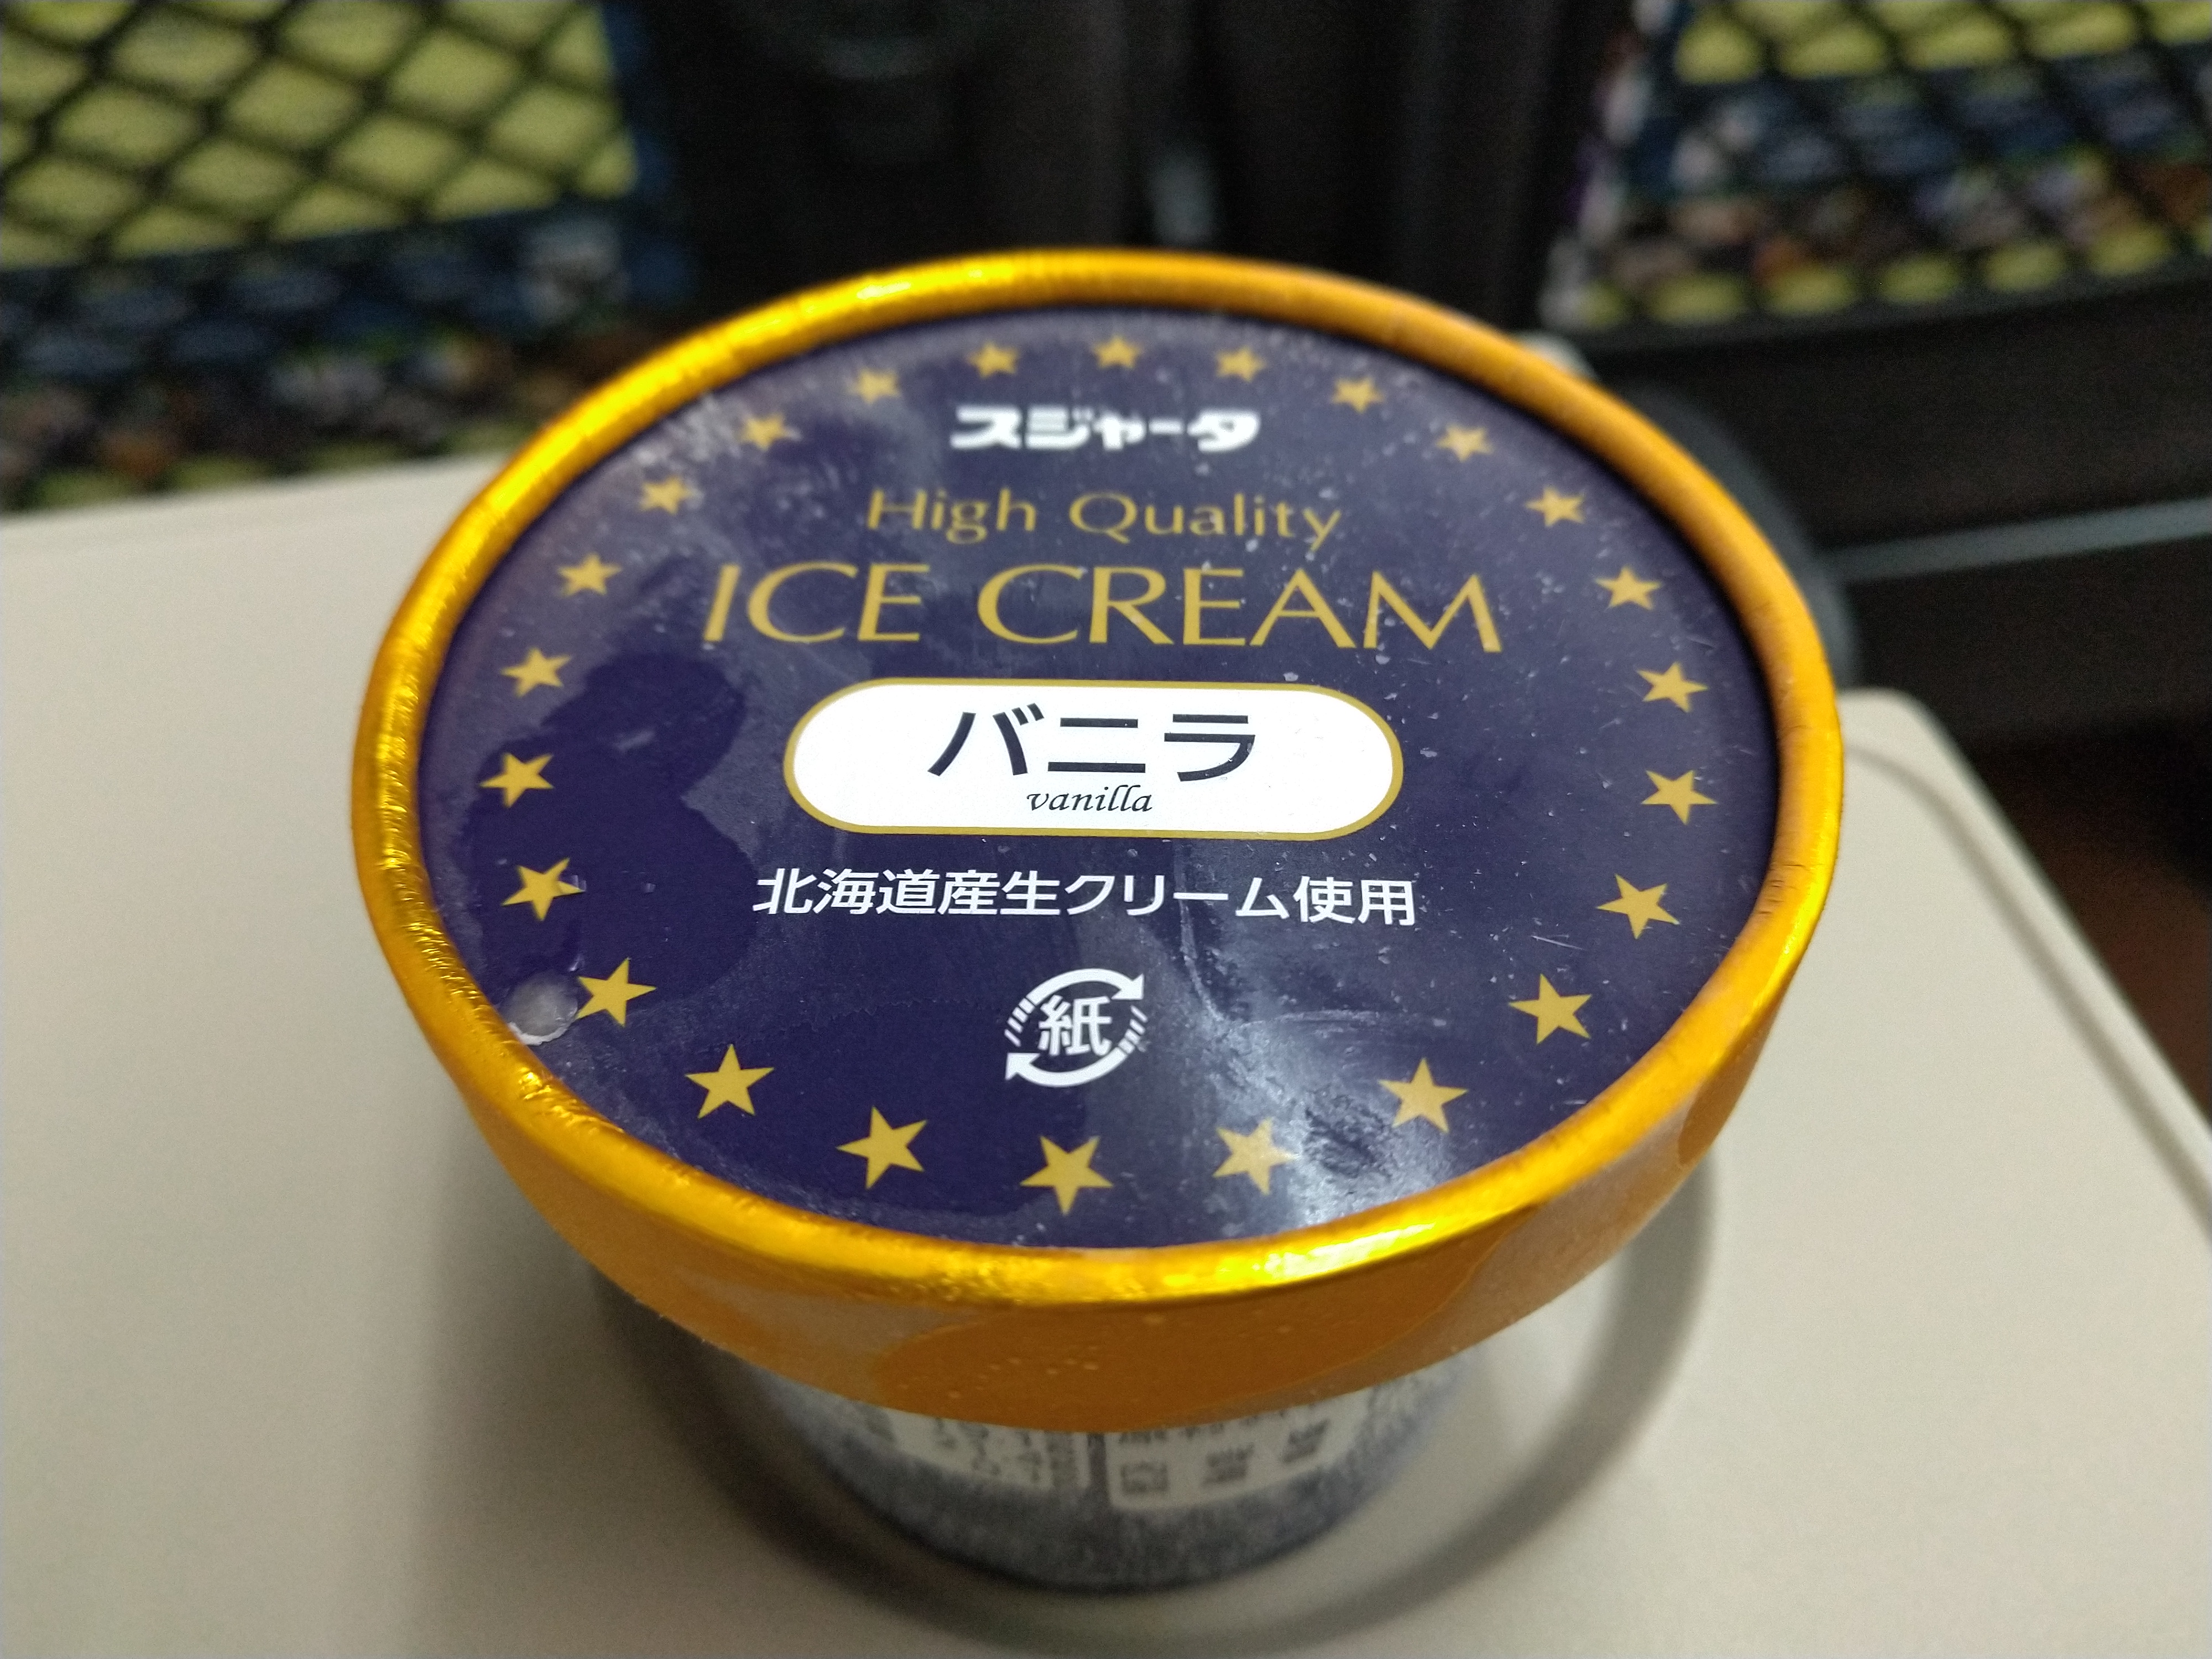 スジャータ
High Quality
ICE CREAM
バニラ
vanilla
北海道産生クリーム使用
紙